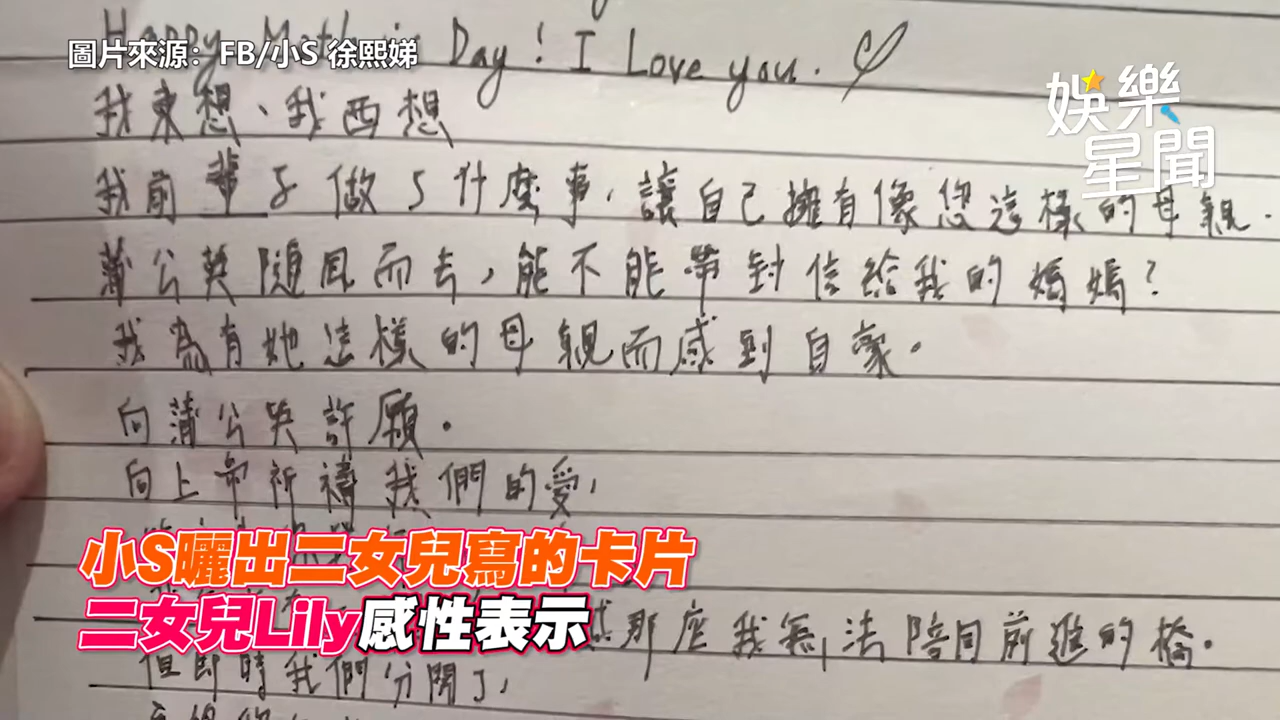 Happy Mother's Day! I Love you.
圖片來源：FB/小S 徐熙娣
娛樂星聞
我東想、我西想
我前輩子做了什麼事，讓自己擁有像您這樣的母親．
蒲公英隨風而去，能不能帶封信給我的媽媽？
我為有她這樣的母親而感到自豪。
向蒲公英許願。
向上帝祈禱我們的愛，
小S曬出二女兒寫的卡片
二女兒Lily感性表示
那座我無法陪同前進的橋。
但即時我們分開了，